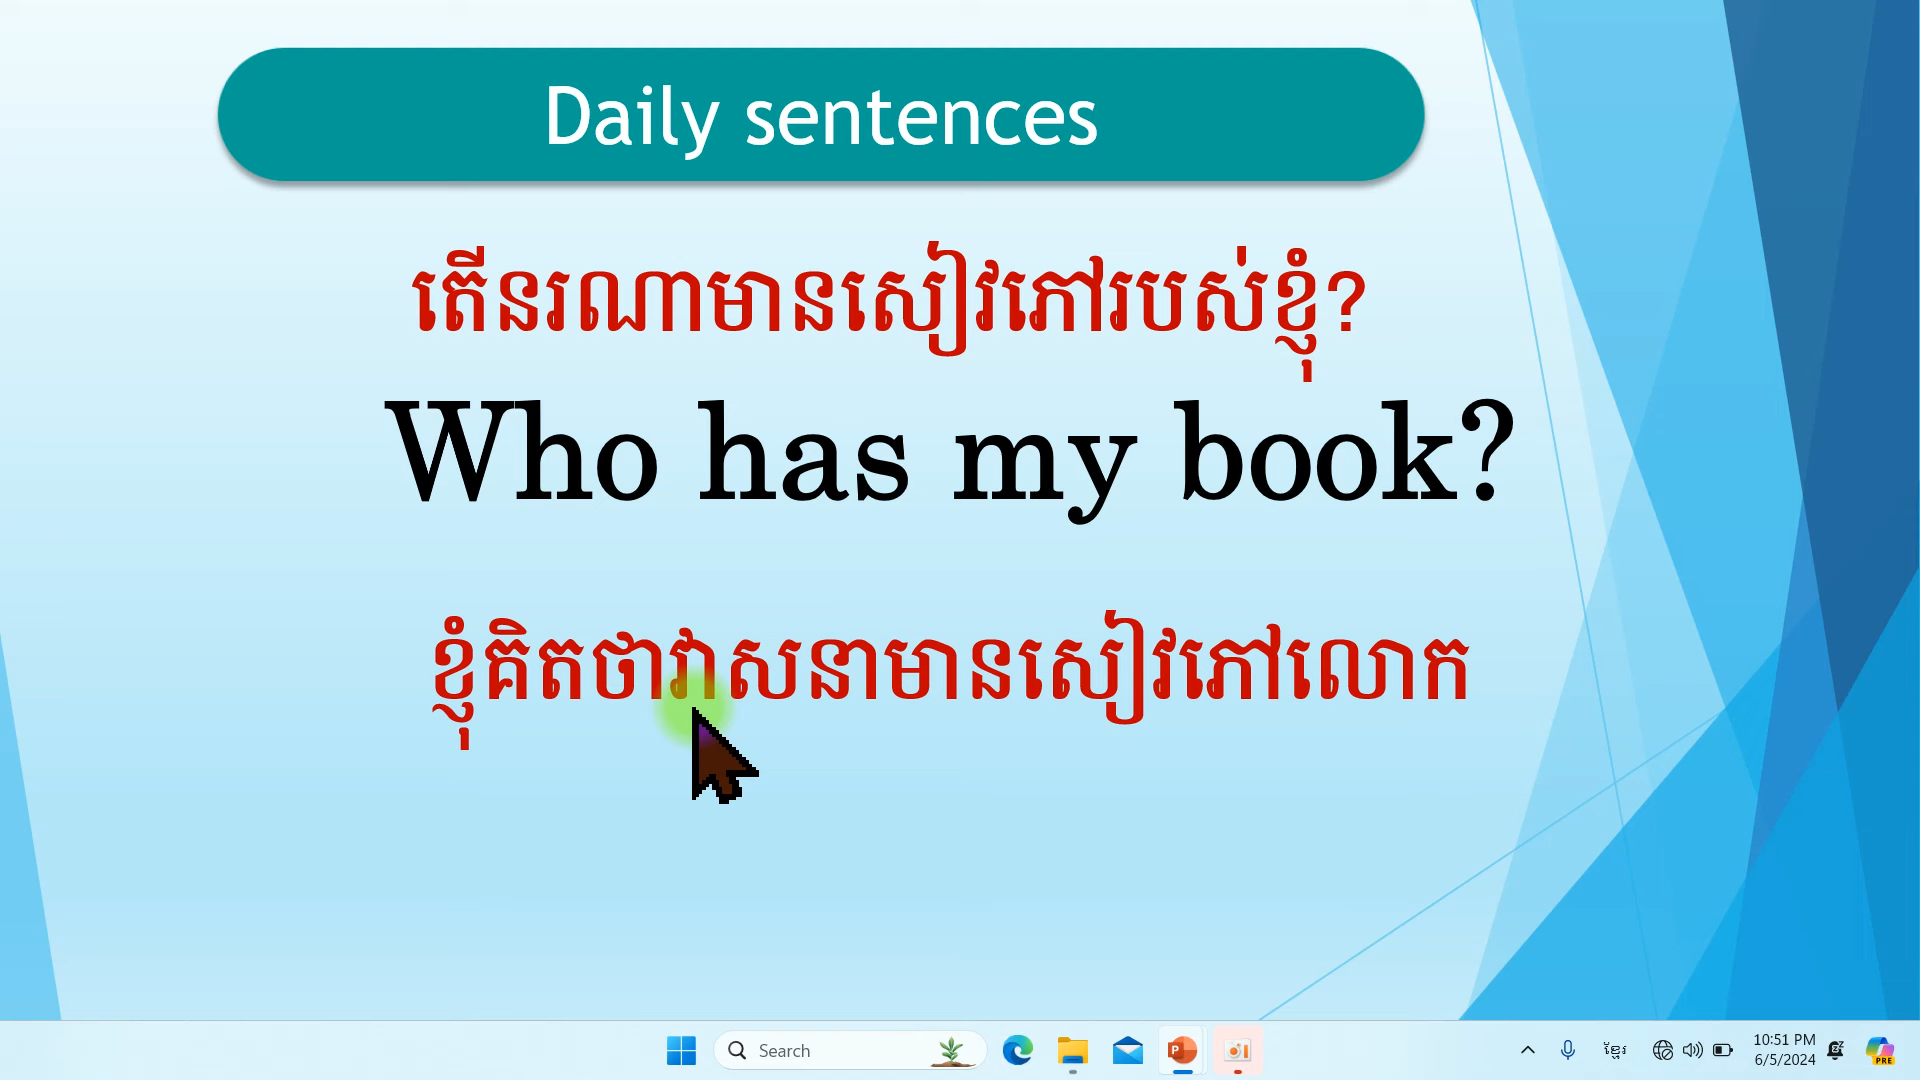 Daily sentences
តើនរណាមានសៀវភៅរបស់ខ្ញុំ?
Who has my book?
ខ្ញុំគិតថាវាសនាមានសៀវភៅលោក
Search
ខ្មែរ
10:51 PM
6/5/2024
PRE